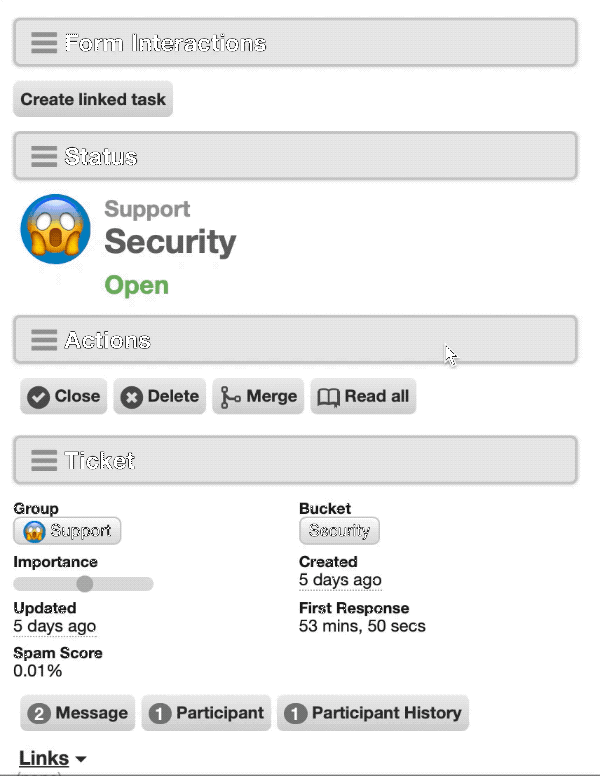 Form Interactions
Create linked task
Status
Support
Security
Open
Actions
Close Delete Merge Read all
Ticket
Group Bucket
Support Security
Importance Created
5 days ago
Updated First Response
5 days ago 53 mins, 50 secs
Spam Score
0.01%
2 Message 1 Participant 1 Participant History
Links